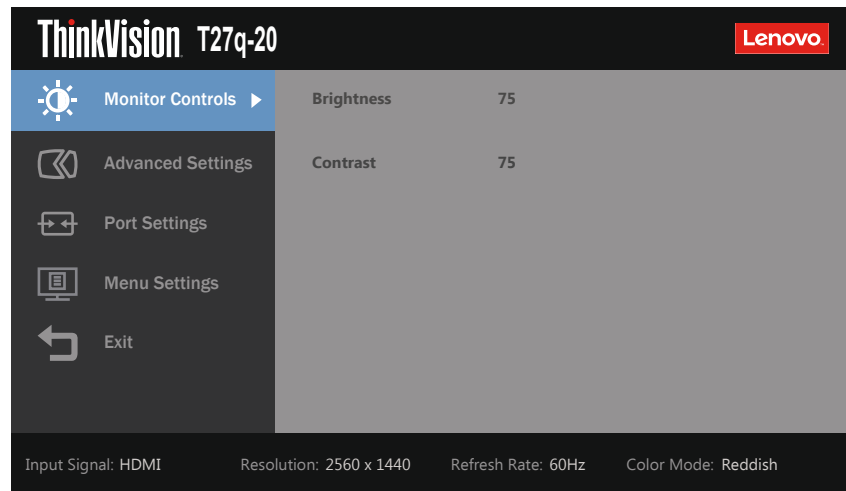 ThinkVision T27q-20 Lenovo.
Monitor Controls Brightness 75
Advanced Settings Contrast 75
Port Settings
Menu Settings
Exit
Input Signal: HDMI Resolution: 2560 x 1440 Refresh Rate: 60Hz Color Mode: Reddish